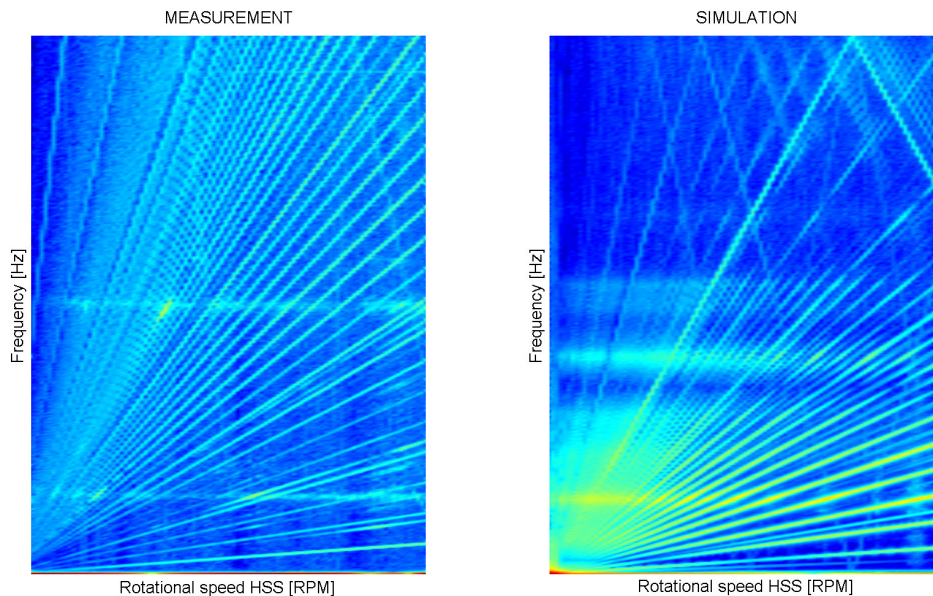 MEASUREMENT
SIMULATION
Frequency [Hz]
Frequency [Hz]
Rotational speed HSS [RPM]
Rotational speed HSS [RPM]